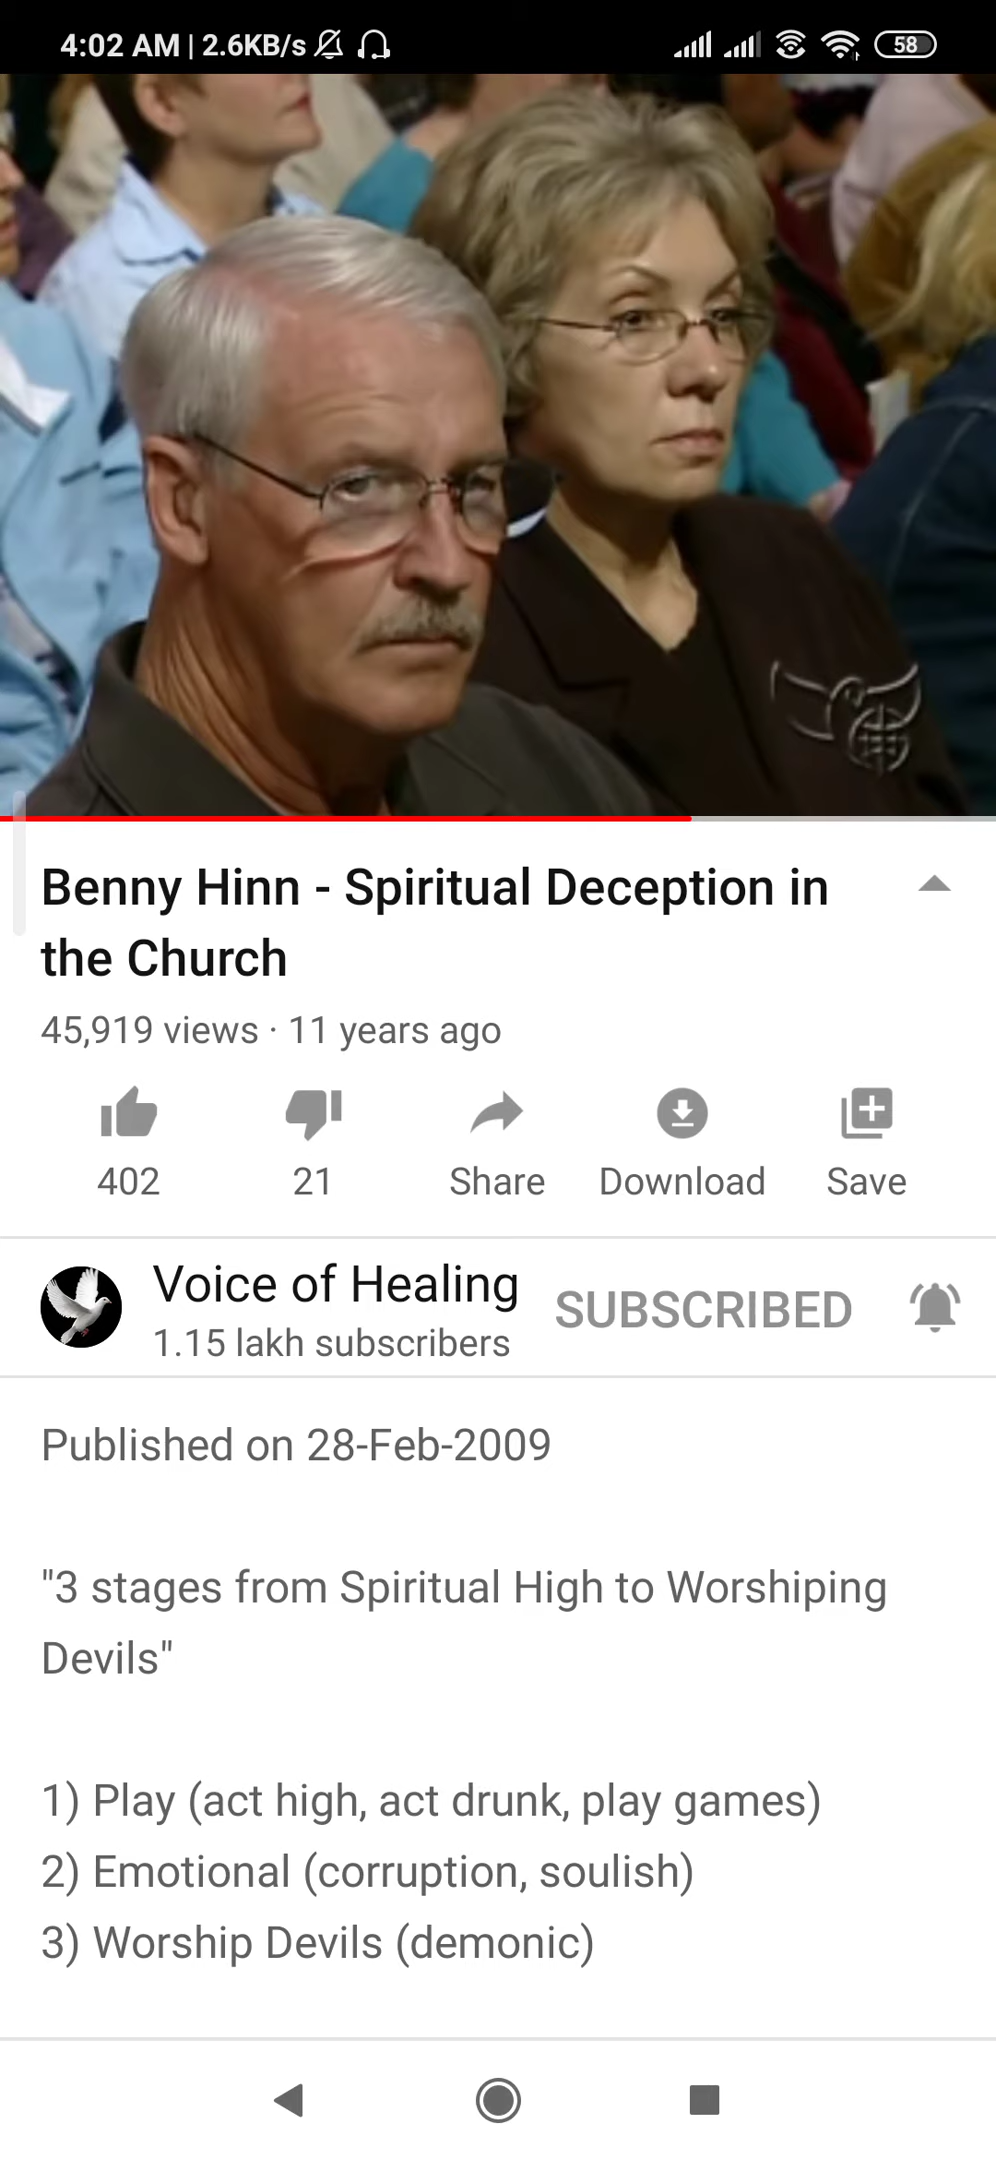 4:02 AM | 2.6KB/s
58
Benny Hinn - Spiritual Deception in
the Church
45,919 views · 11 years ago
402
21
Share
Download
Save
Voice of Healing
1.15 lakh subscribers
SUBSCRIBED
Published on 28-Feb-2009
"3 stages from Spiritual High to Worshiping
Devils"
1) Play (act high, act drunk, play games)
2) Emotional (corruption, soulish)
3) Worship Devils (demonic)